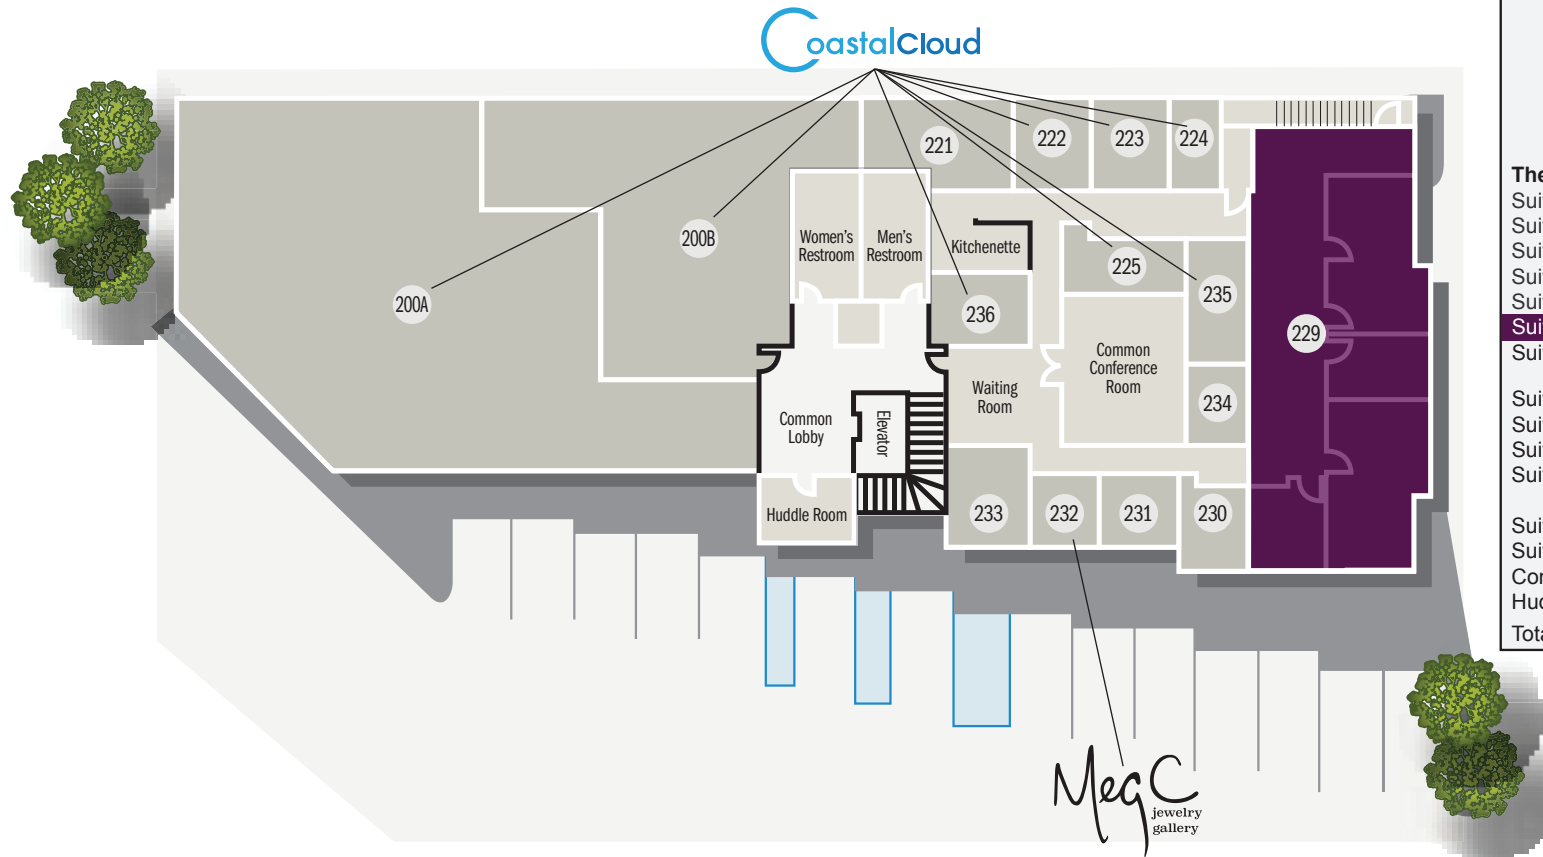 CoastalCloud
221
222
223
224
200B
Women's
Restroom
Men's
Restroom
Kitchenette
225
200A
236
235
229
Common
Conference
Room
Waiting
Room
234
Common
Lobby
Elevator
Huddle Room
233
232
231
230
MegC
jewelry
gallery
The
Sui
Sui
Sui
Sui
Sui
Sui
Sui
Sui
Sui
Sui
Sui
Sui
Sui
Cor
Hud
Tota